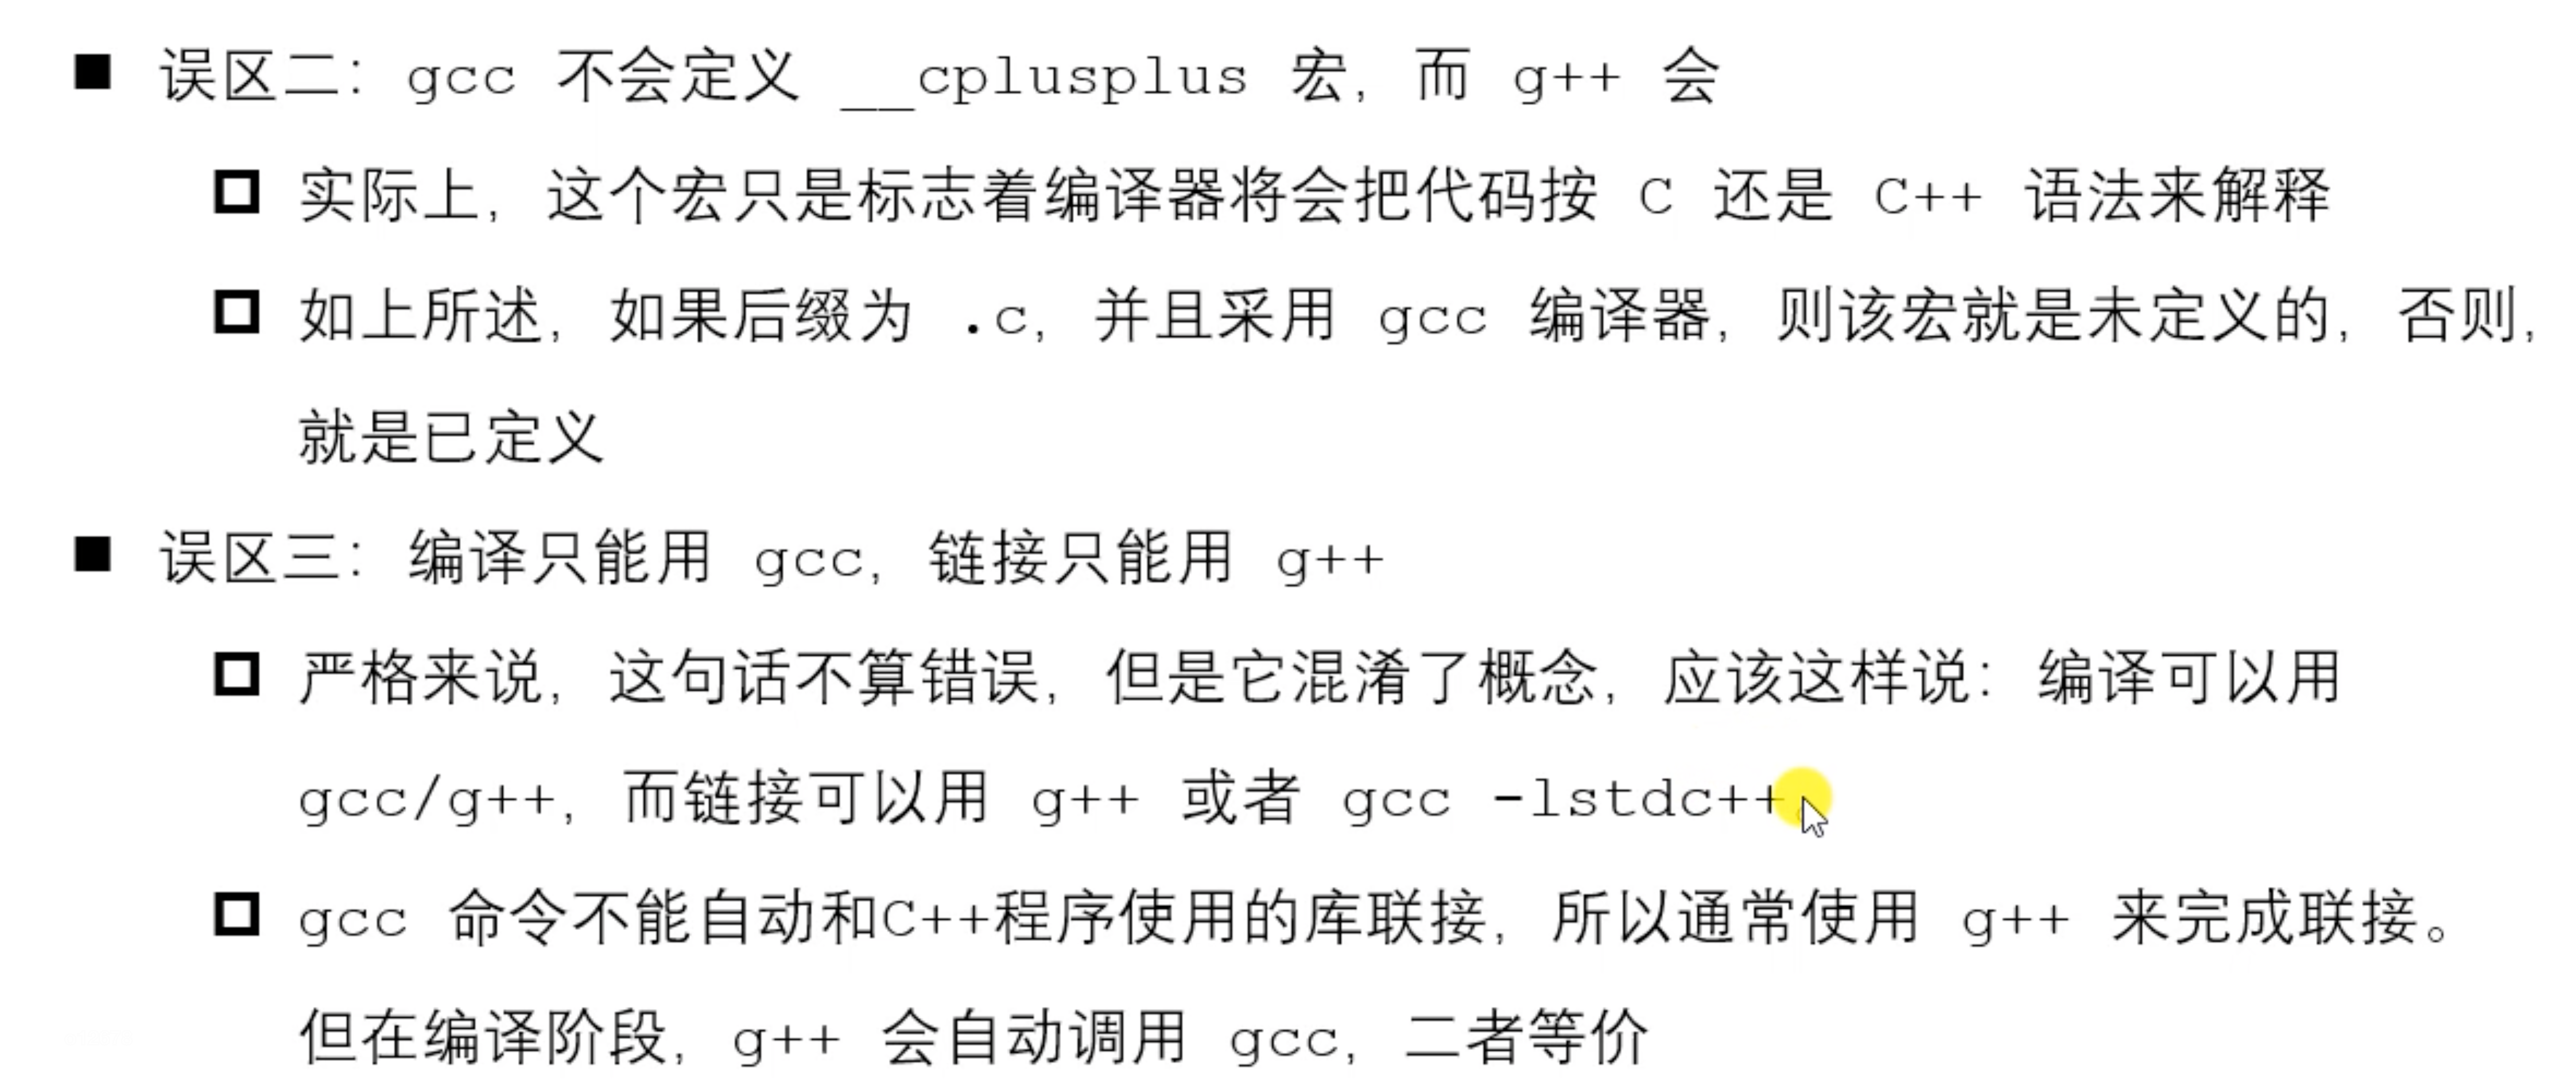 ■ 误区二：gcc 不会定义 __cplusplus 宏，而 g++ 会
□ 实际上，这个宏只是标志着编译器将会把代码按 C 还是 C++ 语法来解释
□ 如上所述，如果后缀为 .c，并且采用 gcc 编译器，则该宏就是未定义的，否则，
就是已定义
■ 误区三：编译只能用 gcc，链接只能用 g++
□ 严格来说，这句话不算错误，但是它混淆了概念，应该这样说：编译可以用
gcc/g++，而链接可以用 g++ 或者 gcc -lstdc++。
□ gcc 命令不能自动和C++程序使用的库联接，所以通常使用 g++ 来完成联接。
但在编译阶段，g++ 会自动调用 gcc，二者等价